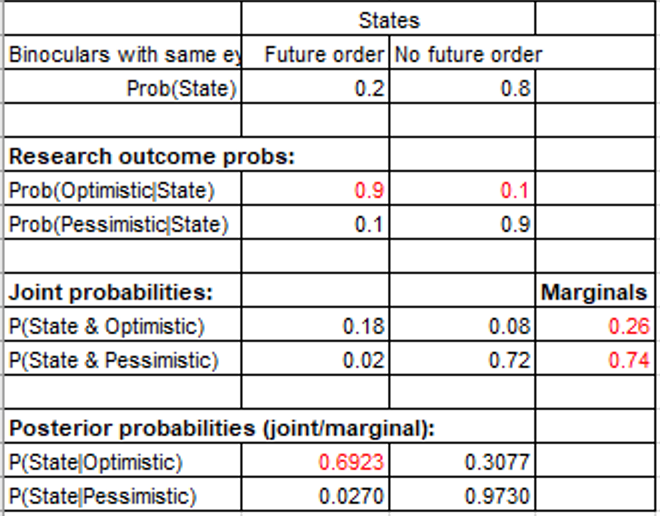 States
Binoculars with same ey Future order No future order
Prob(State) 0.2 0.8
Research outcome probs:
Prob(Optimistic|State) 0.9 0.1
Prob(Pessimistic|State) 0.1 0.9
Joint probabilities: Marginals
P(State & Optimistic) 0.18 0.08 0.26
P(State & Pessimistic) 0.02 0.72 0.74
Posterior probabilities (joint/marginal):
P(State|Optimistic) 0.6923 0.3077
P(State|Pessimistic) 0.0270 0.9730